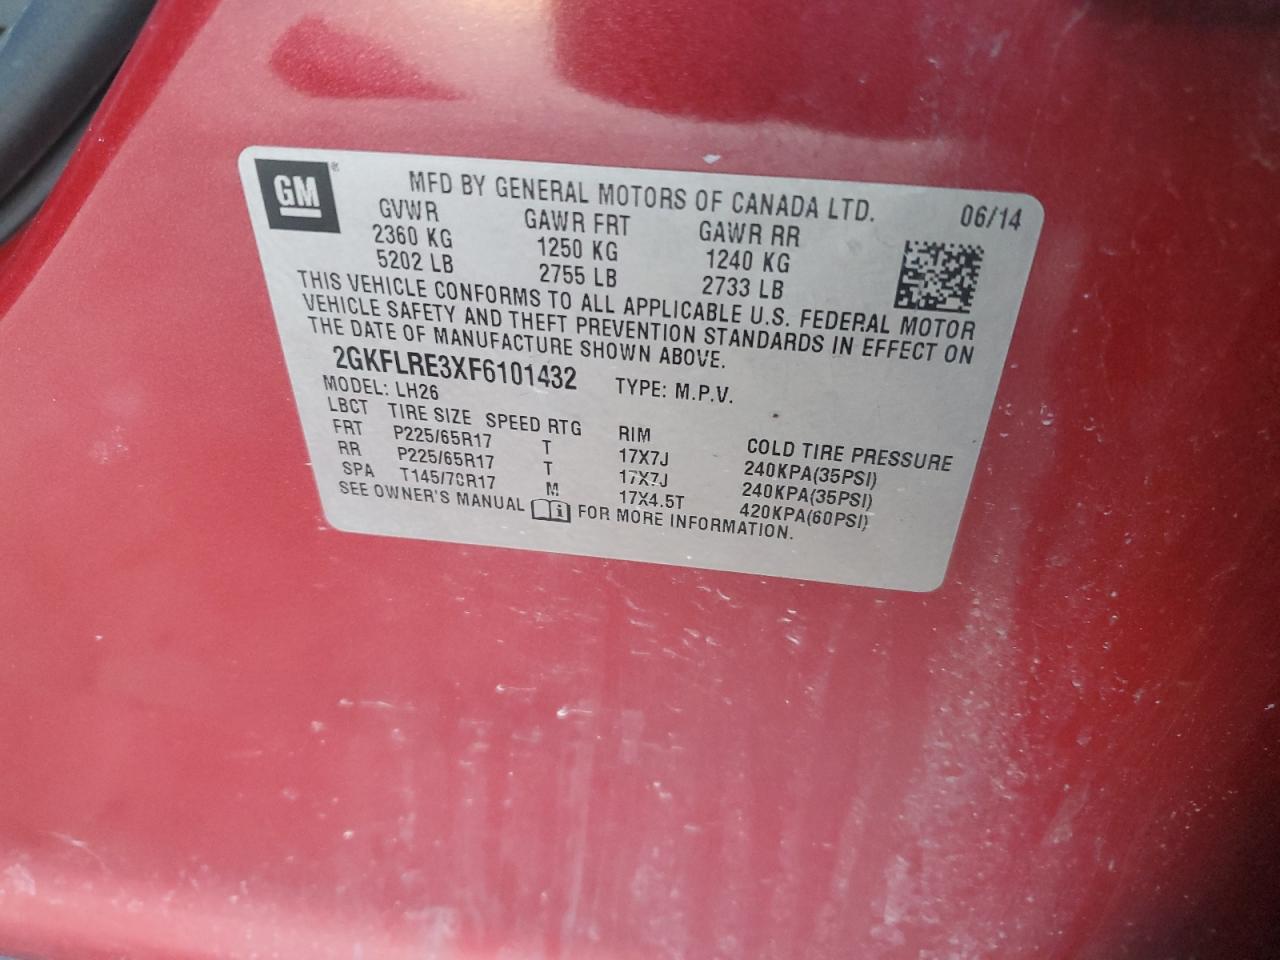 GM®
MFD BY GENERAL MOTORS OF CANADA LTD. 06/14
GVWR GAWR FRT GAWR RR
2360 KG 1250 KG 1240 KG
5202 LB 2755 LB 2733 LB
THIS VEHICLE CONFORMS TO ALL APPLICABLE U.S. FEDERAL MOTOR
VEHICLE SAFETY AND THEFT PREVENTION STANDARDS IN EFFECT ON
THE DATE OF MANUFACTURE SHOWN ABOVE.
2GKFLRE3XF6101432 TYPE: M.P.V.
MODEL: LH26
LBCT TIRE SIZE SPEED RTG RIM COLD TIRE PRESSURE
FRT P225/65R17 T 17X7J 240KPA(35PSI)
RR P225/65R17 T 17X7J 240KPA(35PSI)
SPA T145/70R17 M 17X4.5T 420KPA(60PSI)
SEE OWNER'S MANUAL i FOR MORE INFORMATION.